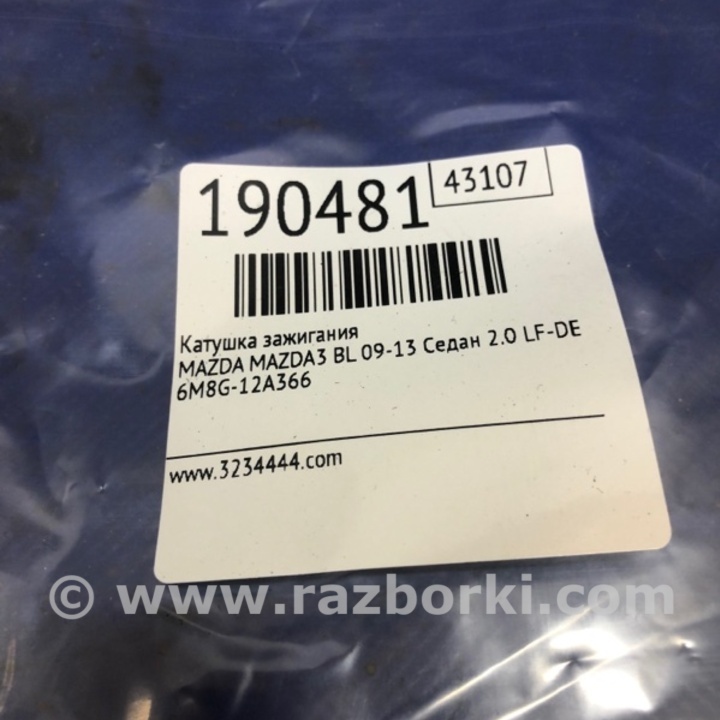 190481
43107
Катушка зажигания
MAZDA MAZDA3 BL 09-13 Седан 2.0 LF-DE
6M8G-12A366
www.3234444.com
© www.razborki.com